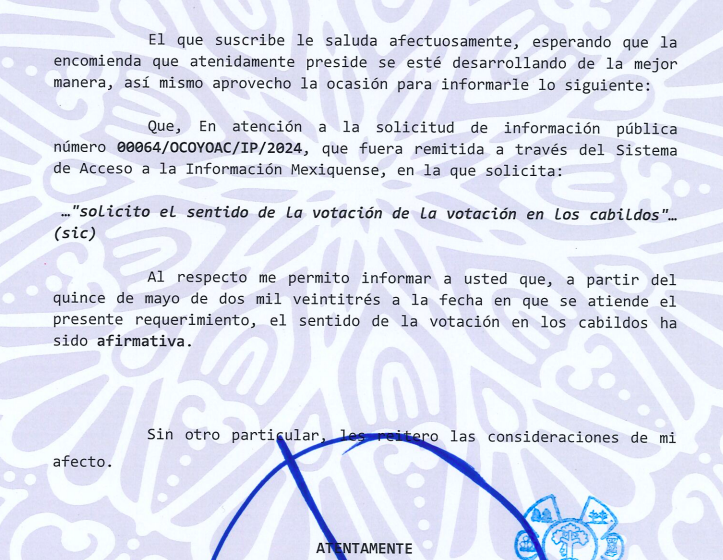 El que suscribe le saluda afectuosamente, esperando que la
encomienda que atenidamente preside se esté desarrollando de la mejor
manera, así mismo aprovecho la ocasión para informarle lo siguiente:
Que, En atención a la solicitud de información pública
número 00064/OCOYOAC/IP/2024, que fuera remitida a través del Sistema
de Acceso a la Información Mexiquense, en la que solicita:
…"solicito el sentido de la votación de la votación en los cabildos"…
(sic)
Al respecto me permito informar a usted que, a partir del
quince de mayo de dos mil veintitrés a la fecha en que se atiende el
presente requerimiento, el sentido de la votación en los cabildos ha
sido afirmativa.
Sin otro particular, les reitero las consideraciones de mi
afecto.
ATENTAMENTE